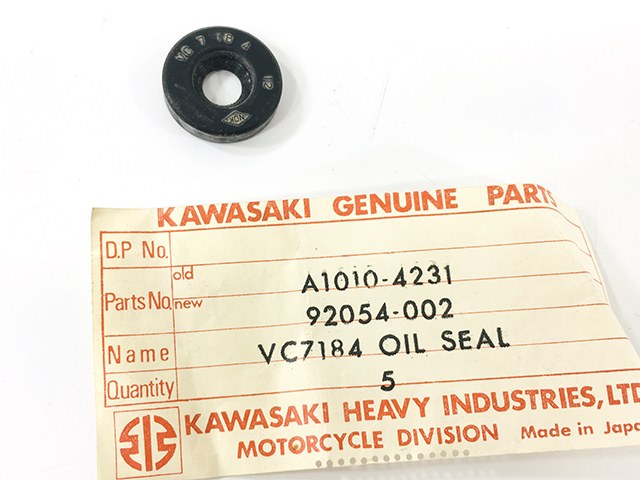 VC 7 18 4 12
NOK
KAWASAKI GENUINE PARTS
D.P No.
old A1010-4231
Parts No. new 92054-002
Name VC7184 OIL SEAL
Quantity 5
KAWASAKI HEAVY INDUSTRIES, LTD
MOTORCYCLE DIVISION Made in Japa